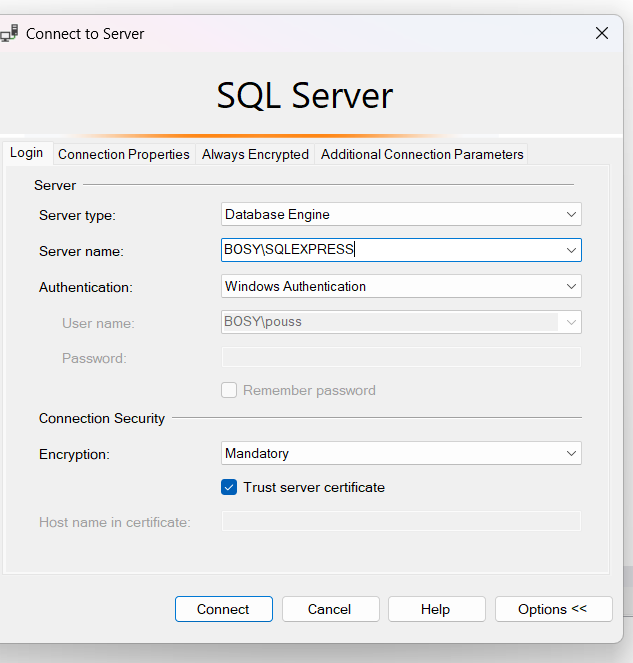 Connect to Server
SQL Server
Login Connection Properties Always Encrypted Additional Connection Parameters
Server
Server type: Database Engine
Server name: BOSY\SQLEXPRESS
Authentication: Windows Authentication
User name: BOSY\pouss
Password:
Remember password
Connection Security
Encryption: Mandatory
Trust server certificate
Host name in certificate:
Connect Cancel Help Options <<